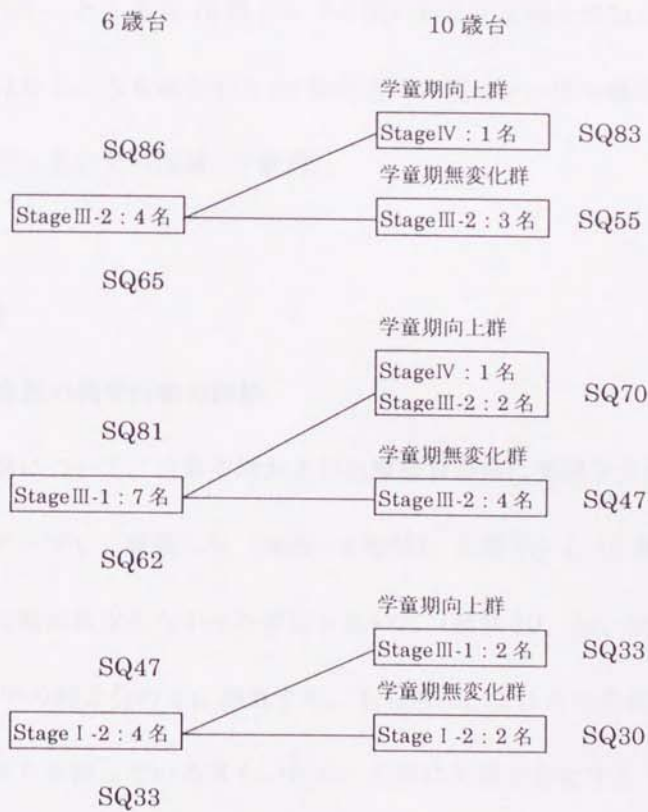 6歳台 10歳台
学童期向上群
SQ86 StageⅣ:1名 SQ83
学童期無変化群
StageⅢ-2:4名 StageⅢ-2:3名 SQ55
SQ65
学童期向上群
StageⅣ:1名
StageⅢ-2:2名 SQ70
SQ81
学童期無変化群
StageⅢ-1:7名 StageⅢ-2:4名 SQ47
SQ62
学童期向上群
SQ47 StageⅢ-1:2名 SQ33
学童期無変化群
StageⅠ-2:4名 StageⅠ-2:2名 SQ30
SQ33